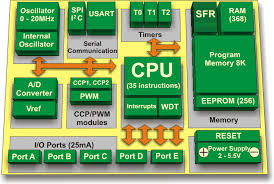 Oscillator
0 - 20MHz
Internal
Oscillator
SPI
I²C
USART
Serial
Communication
T0
T1
T2
Timers
SFR
RAM
(368)
Program
Memory 8K
EEPROM (256)
Memory
A/D
Converter
Vref
CCP1, CCP2
PWM
CCP/PWM
modules
CPU
(35 instructions)
Interrupts
WDT
I/O Ports (25mA)
Port A
Port B
Port C
Port D
Port E
RESET
Power Supply
2 - 5.5V